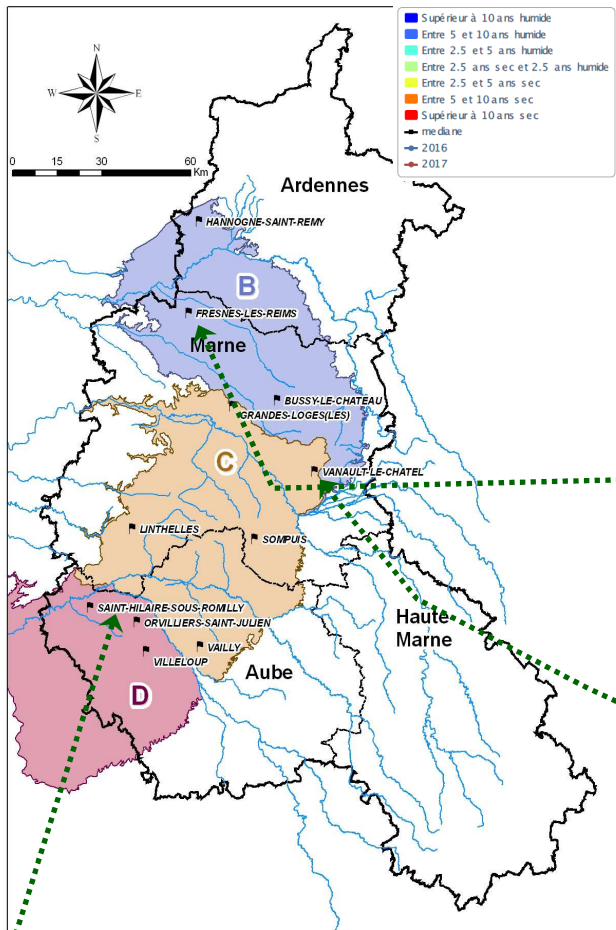 Supérieur à 10 ans humide
Entre 5 et 10 ans humide
Entre 2.5 et 5 ans humide
Entre 2.5 ans sec et 2.5 ans humide
Entre 2.5 et 5 ans sec
Entre 5 et 10 ans sec
Supérieur à 10 ans sec
mediane
2016
2017
N
W E
S
0 15 30 60
Km
Ardennes
HANNOGNE-SAINT-REMY
B
FRESNES-LES-REIMS
Marne
BUSSY-LE-CHATEAU
GRANDES-LOGES(LES)
C
VANAULT-LE-CHATEL
LINTHELLES
SOMPUIS
SAINT-HILAIRE-SOUS-ROMILLY
ORVILLIERS-SAINT-JULIEN
Haute
Marne
VAILLY
VILLELOUP
Aube
D